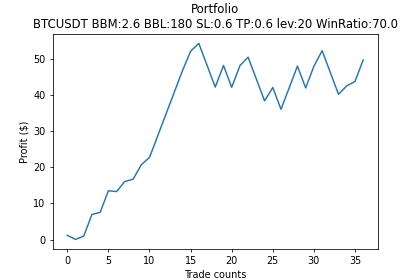 Portfolio
BTCUSDT BBM:2.6 BBL:180 SL:0.6 TP:0.6 lev:20 WinRatio:70.0
50
40
30
20
10
0
Profit ($)
0 5 10 15 20 25 30 35
Trade counts